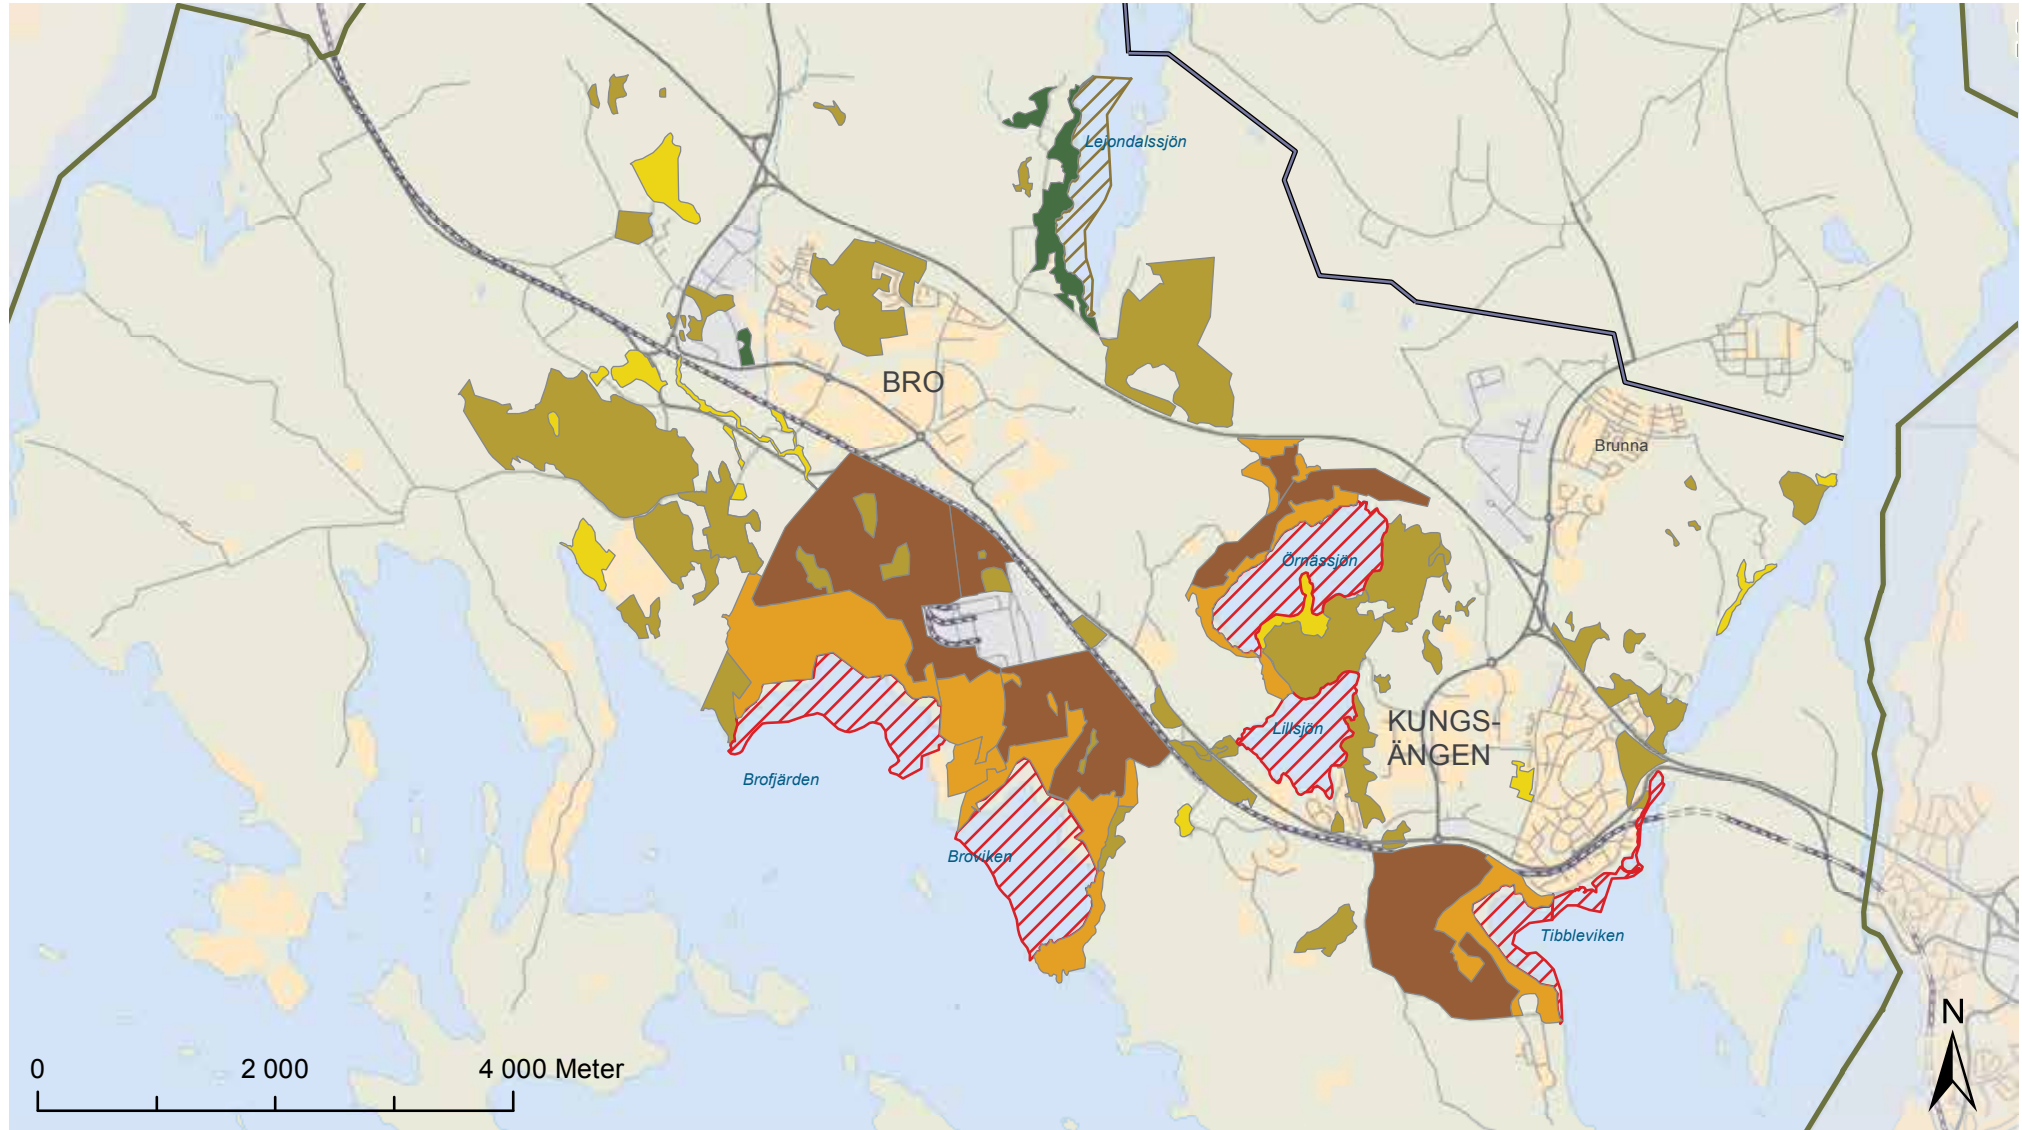 Lejondalssjön
BRO
Brunna
Örnässjön
Lillsjön
KUNGS-
ÄNGEN
Brofjärden
Broviken
Tibbleviken
N
0 2 000 4 000 Meter